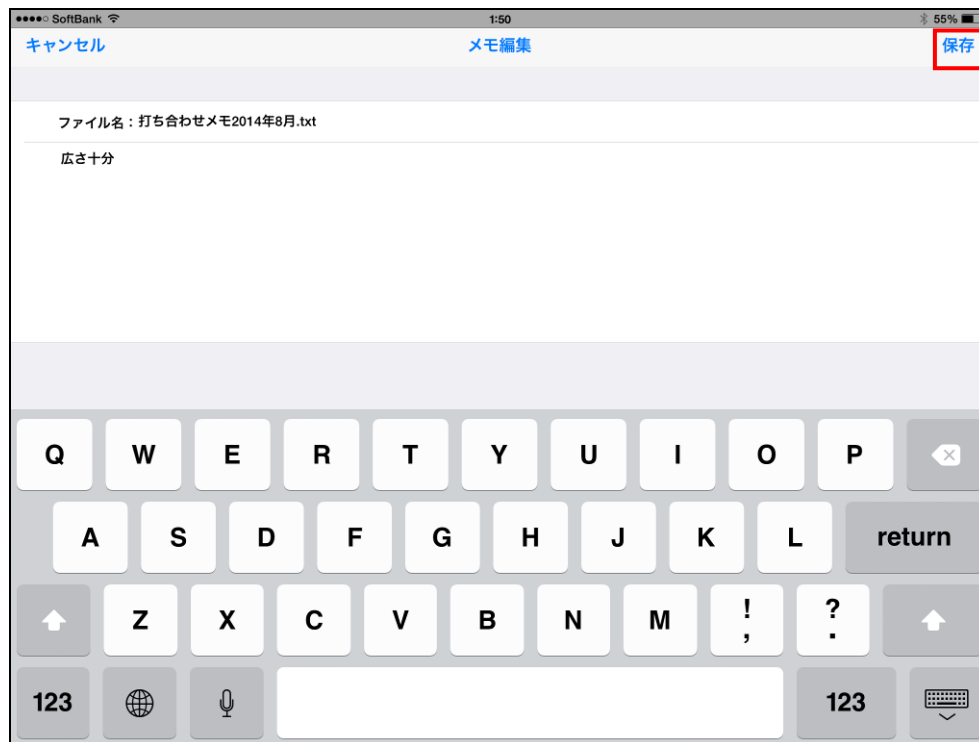 SoftBank 1:50 55%
キャンセル メモ編集 保存
ファイル名：打ち合わせメモ2014年8月.txt
広さ十分
Q W E R T Y U I O P
A S D F G H J K L return
Z X C V B N M ! , ? .
123 123